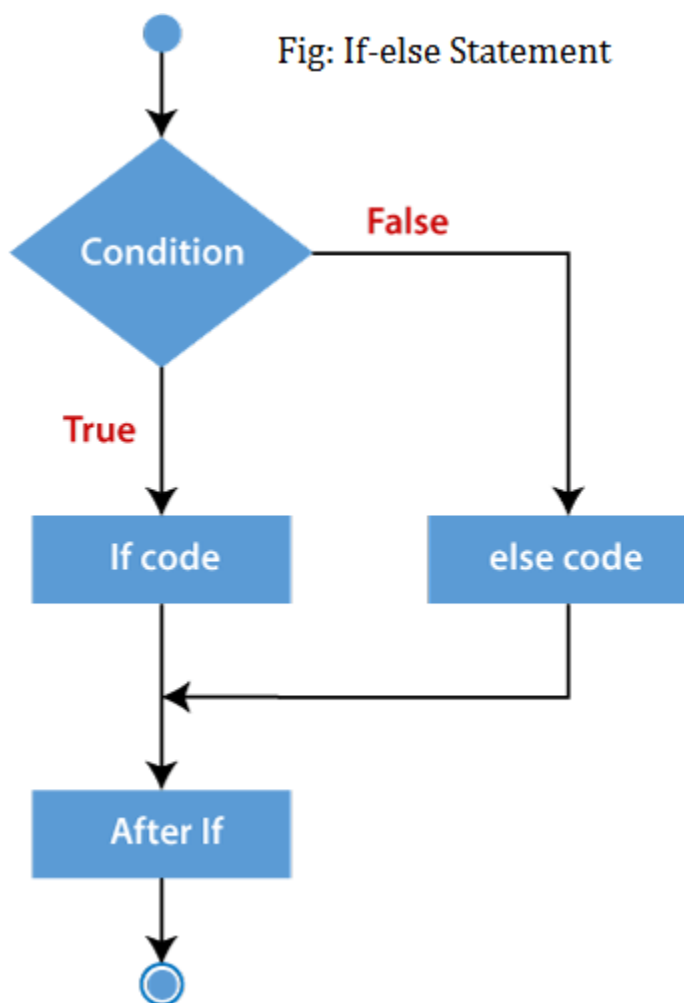 Fig: If-else Statement
Condition
False
True
If code
else code
After If